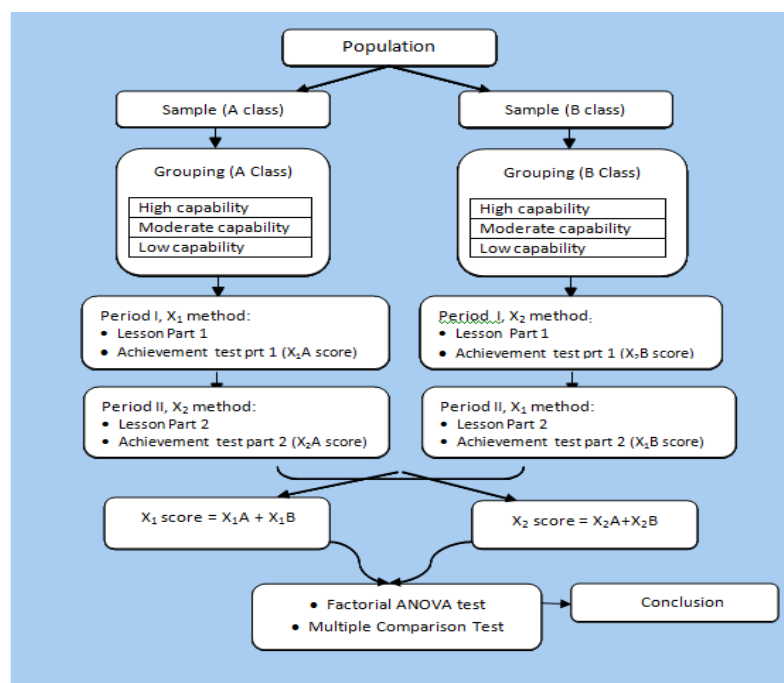 Population
Sample (A class)
Sample (B class)
Grouping (A Class)
High capability
Moderate capability
Low capability
Grouping (B Class)
High capability
Moderate capability
Low capability
Period I, X₁ method:
• Lesson Part 1
• Achievement test prt 1 (X₁A score)
Period I, X₂ method:
• Lesson Part 1
• Achievement test prt 1 (X₂B score)
Period II, X₂ method:
• Lesson Part 2
• Achievement test part 2 (X₂A score)
Period II, X₁ method:
• Lesson Part 2
• Achievement test part 2 (X₁B score)
X₁ score = X₁A + X₁B
X₂ score = X₂A+X₂B
• Factorial ANOVA test
• Multiple Comparison Test
Conclusion